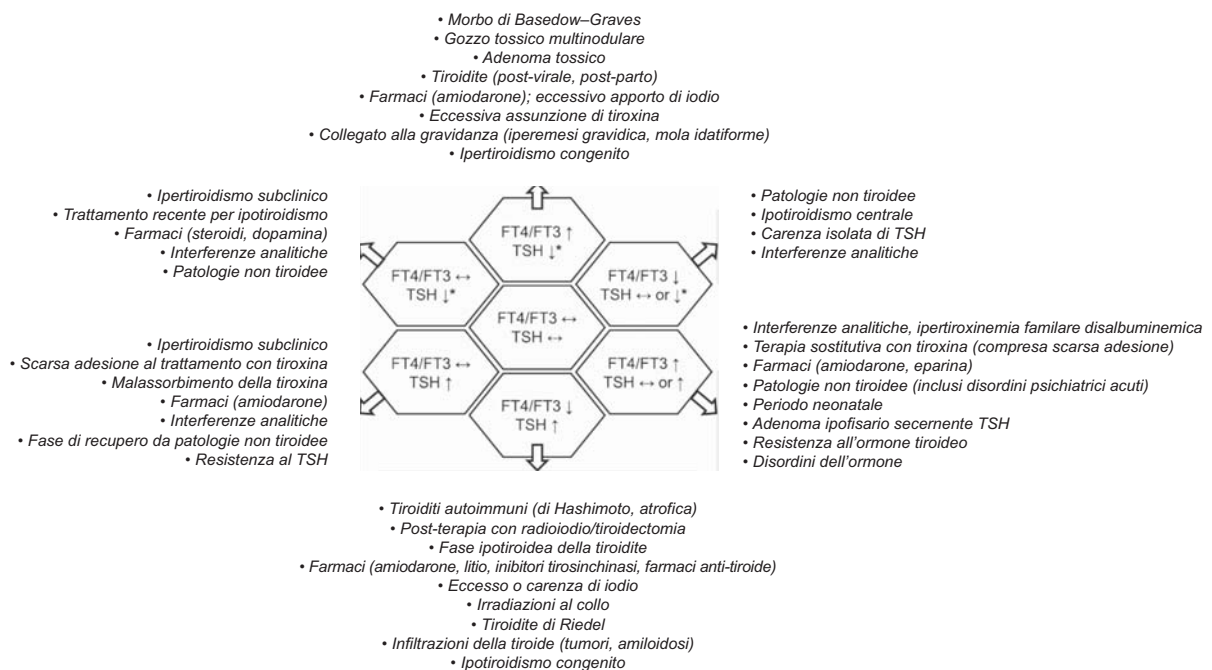 • Morbo di Basedow–Graves
• Gozzo tossico multinodulare
• Adenoma tossico
• Tiroidite (post-virale, post-parto)
• Farmaci (amiodarone); eccessivo apporto di iodio
• Eccessiva assunzione di tiroxina
• Collegato alla gravidanza (iperemesi gravidica, mola idatiforme)
• Ipertiroidismo congenito
• Ipertiroidismo subclinico
• Trattamento recente per ipotiroidismo
• Farmaci (steroidi, dopamina)
• Interferenze analitiche
• Patologie non tiroidee
FT4/FT3 ↑
TSH ↓*
• Patologie non tiroidee
• Ipotiroidismo centrale
• Carenza isolata di TSH
• Interferenze analitiche
FT4/FT3 ↔
TSH ↓*
FT4/FT3 ↓
TSH ↔ or ↓*
FT4/FT3 ↔
TSH ↔
• Ipertiroidismo subclinico
• Scarsa adesione al trattamento con tiroxina
• Malassorbimento della tiroxina
• Farmaci (amiodarone)
• Interferenze analitiche
• Fase di recupero da patologie non tiroidee
• Resistenza al TSH
FT4/FT3 ↔
TSH ↑
FT4/FT3 ↑
TSH ↔ or ↑
FT4/FT3 ↓
TSH ↑
• Interferenze analitiche, ipertiroxinemia familare disalbuminemica
• Terapia sostitutiva con tiroxina (compresa scarsa adesione)
• Farmaci (amiodarone, eparina)
• Patologie non tiroidee (inclusi disordini psichiatrici acuti)
• Periodo neonatale
• Adenoma ipofisario secernente TSH
• Resistenza all'ormone tiroideo
• Disordini dell'ormone
• Tiroiditi autoimmuni (di Hashimoto, atrofica)
• Post-terapia con radioiodio/tiroidectomia
• Fase ipotiroidea della tiroidite
• Farmaci (amiodarone, litio, inibitori tirosinchinasi, farmaci anti-tiroide)
• Eccesso o carenza di iodio
• Irradiazioni al collo
• Tiroidite di Riedel
• Infiltrazioni della tiroide (tumori, amiloidosi)
• Ipotiroidismo congenito